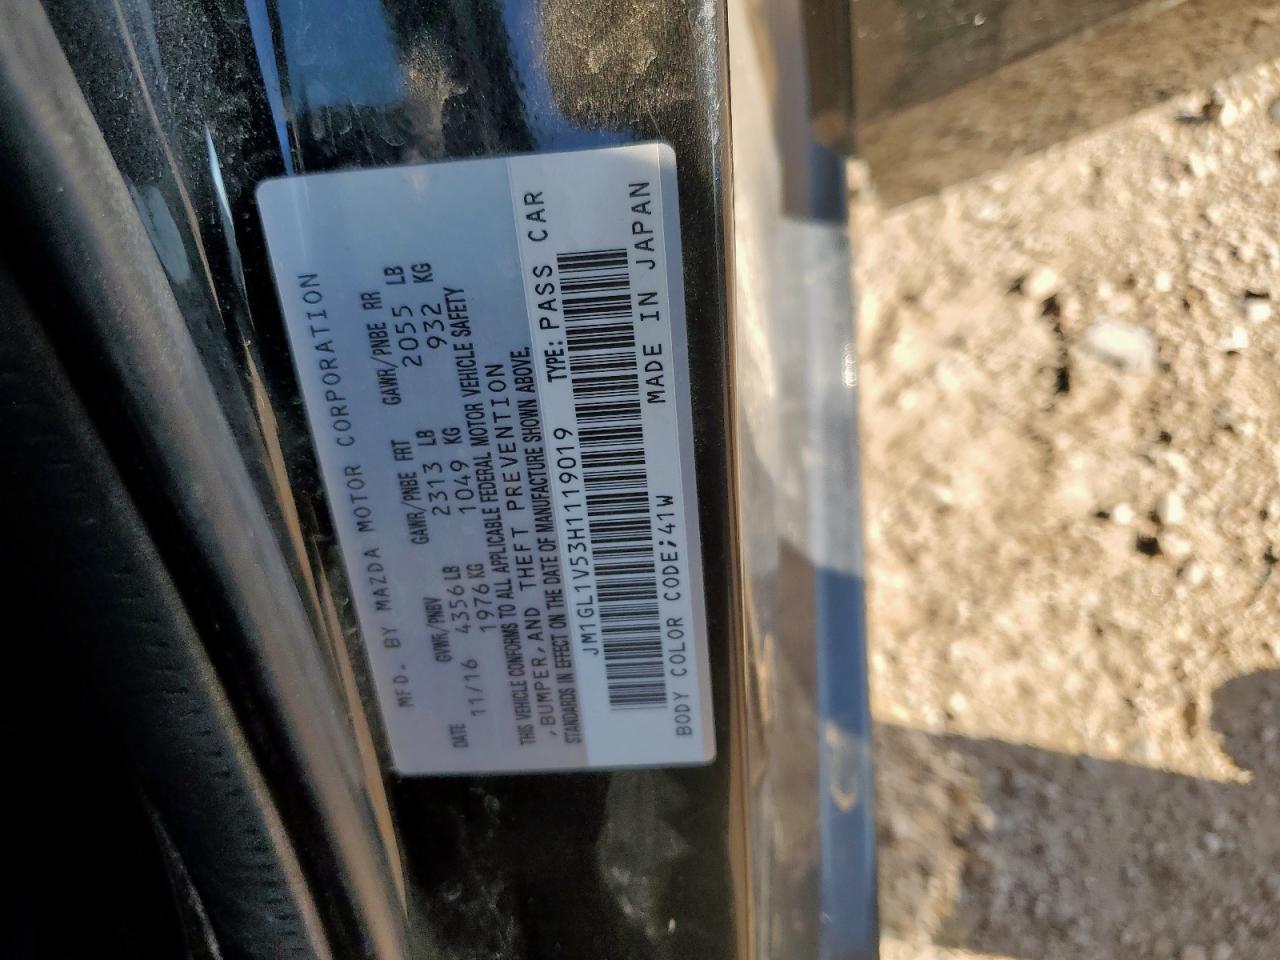 MFD. BY MAZDA MOTOR CORPORATION
DATE GVWR/PNBV GAWR/PNBE FRT GAWR/PNBE RR
11/16 4356 LB 2313 LB 2055 LB
1976 KG 1049 KG 932 KG
THIS VEHICLE CONFORMS TO ALL APPLICABLE FEDERAL MOTOR VEHICLE SAFETY
, BUMPER, AND THEFT PREVENTION
STANDARDS IN EFFECT ON THE DATE OF MANUFACTURE SHOWN ABOVE.
JM1GL1V53H1119019 TYPE: PASS CAR
BODY COLOR CODE; 41W MADE IN JAPAN